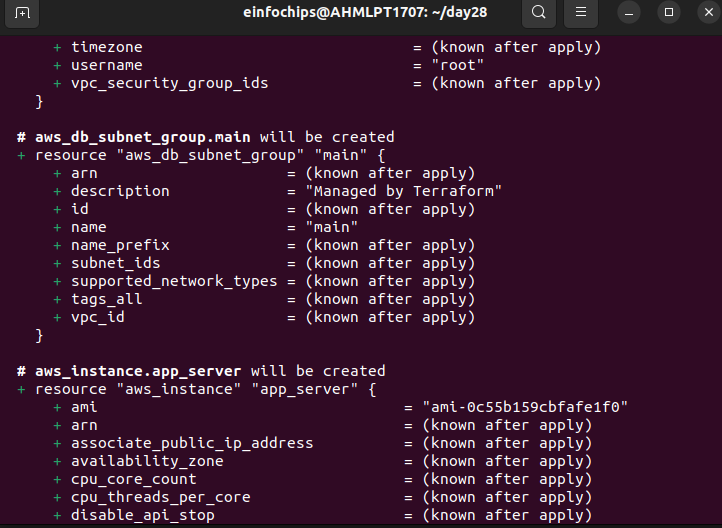 einfochips@AHMLPT1707: ~/day28
+ timezone = (known after apply)
+ username = "root"
+ vpc_security_group_ids = (known after apply)
}
# aws_db_subnet_group.main will be created
+ resource "aws_db_subnet_group" "main" {
+ arn = (known after apply)
+ description = "Managed by Terraform"
+ id = (known after apply)
+ name = "main"
+ name_prefix = (known after apply)
+ subnet_ids = (known after apply)
+ supported_network_types = (known after apply)
+ tags_all = (known after apply)
+ vpc_id = (known after apply)
}
# aws_instance.app_server will be created
+ resource "aws_instance" "app_server" {
+ ami = "ami-0c55b159cbfafe1f0"
+ arn = (known after apply)
+ associate_public_ip_address = (known after apply)
+ availability_zone = (known after apply)
+ cpu_core_count = (known after apply)
+ cpu_threads_per_core = (known after apply)
+ disable_api_stop = (known after apply)